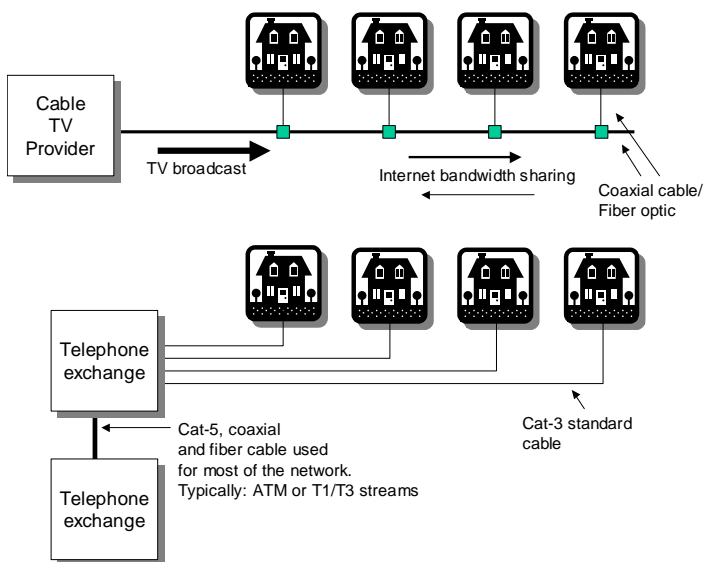 Cable
TV
Provider
TV broadcast
Internet bandwidth sharing
Coaxial cable/
Fiber optic
Telephone
exchange
Cat-3 standard
cable
Cat-5, coaxial
and fiber cable used
for most of the network.
Typically: ATM or T1/T3 streams
Telephone
exchange